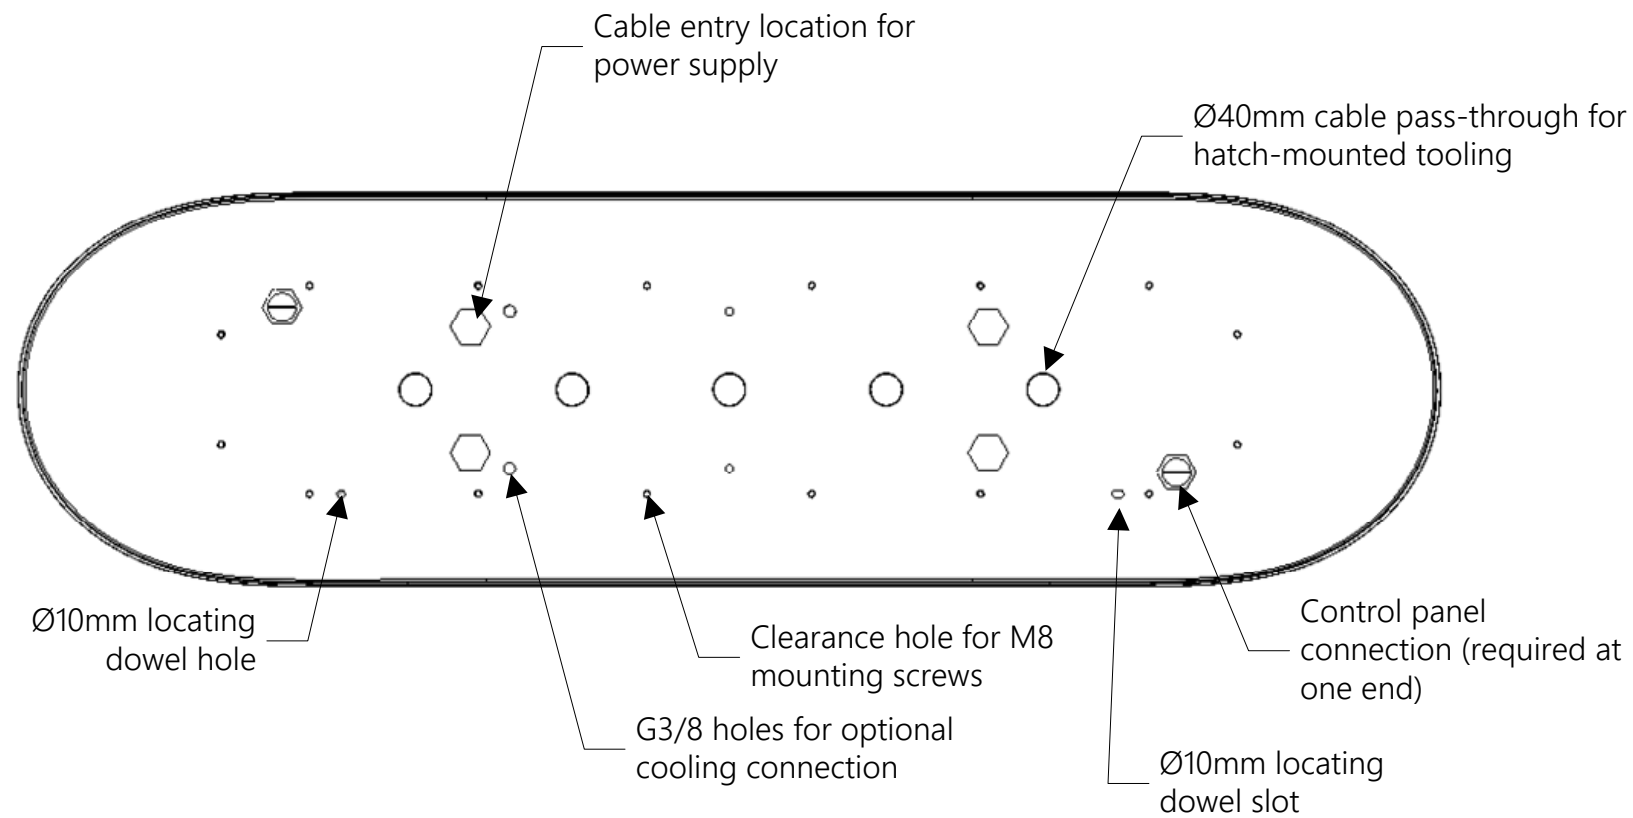 Cable entry location for
power supply
Ø40mm cable pass-through for
hatch-mounted tooling
Ø10mm locating
dowel hole
Clearance hole for M8
mounting screws
Control panel
connection (required at
one end)
G3/8 holes for optional
cooling connection
Ø10mm locating
dowel slot